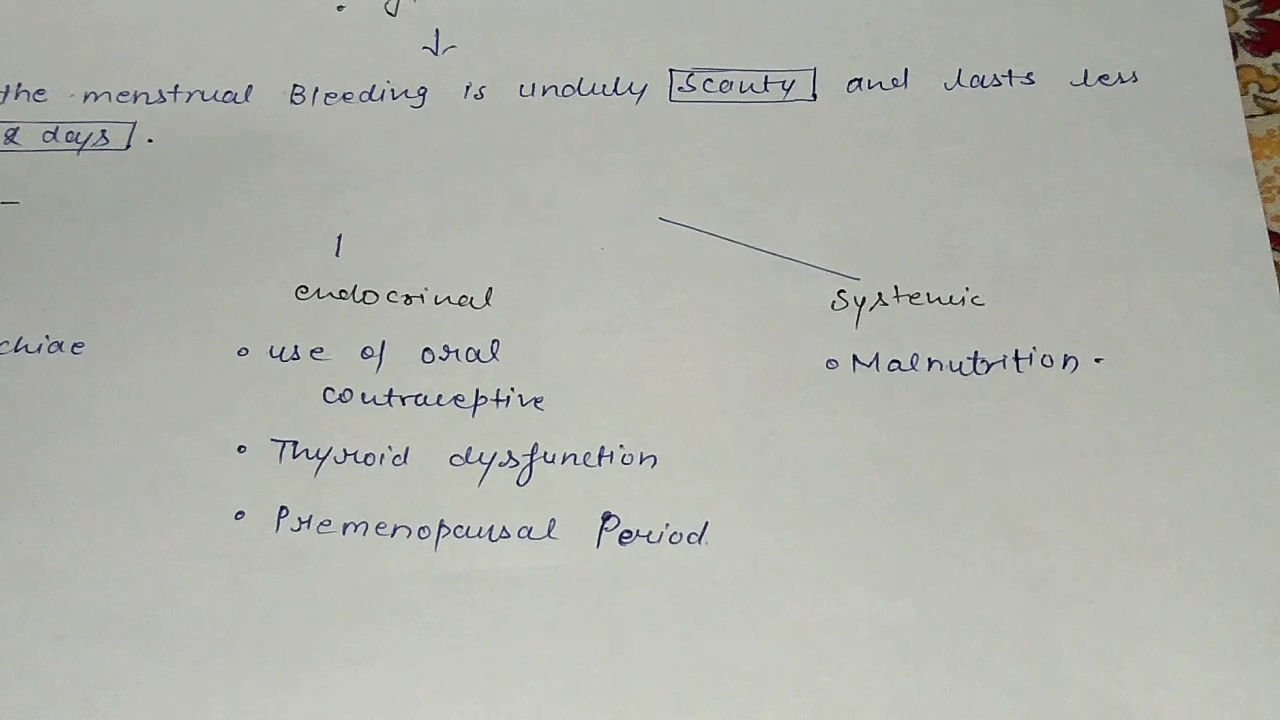 the menstrual Bleeding is unduly scanty and lasts less
2 days.
endocrinal
systemic
chiae
• use of oral
contraceptive
• Malnutrition.
• Thyroid dysfunction
• Premenopausal Period.